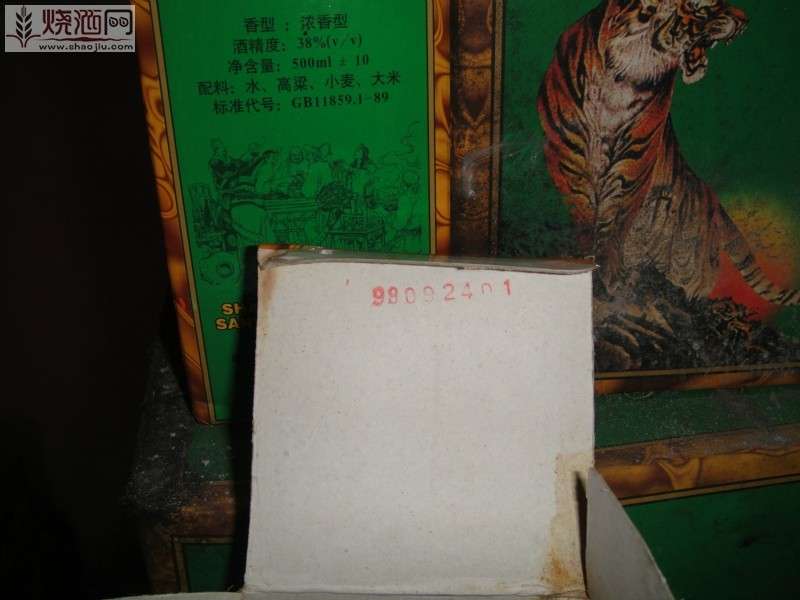 烧酒网
www.shaojiu.com
香型：浓香型
酒精度：38%(v/v)
净含量：500ml ± 10
配料：水、高粱、小麦、大米
标准代号：GB11859.1-89
98092401